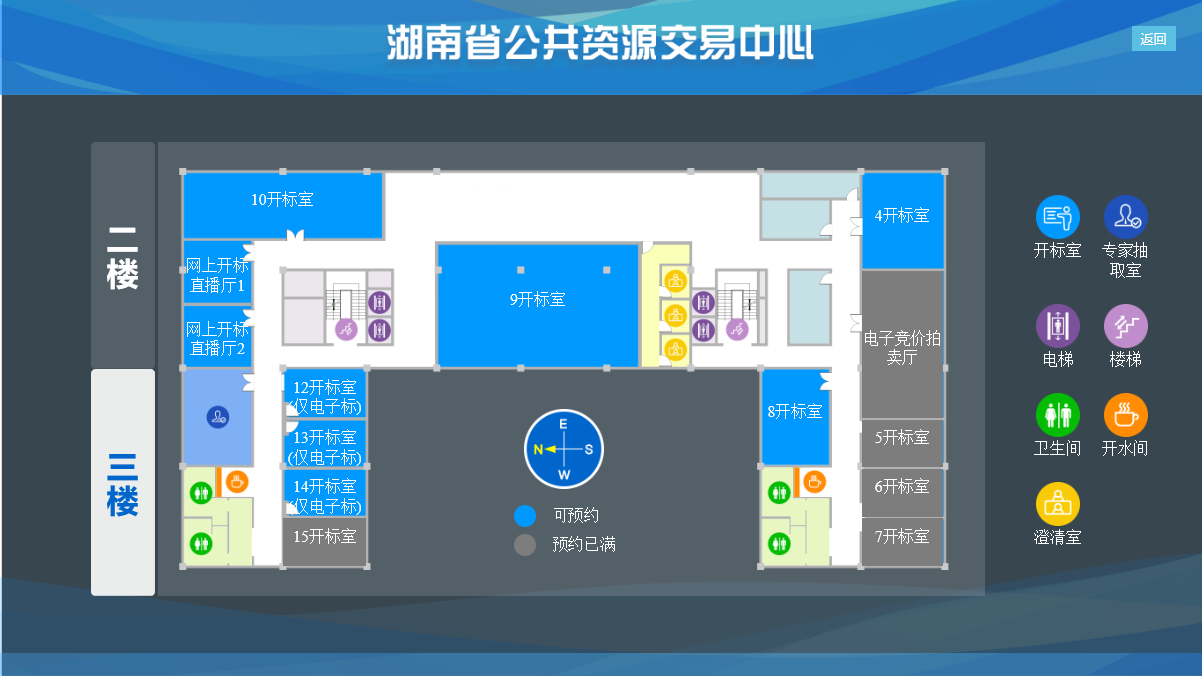 湖南省公共资源交易中心
返回
二楼
三楼
10开标室
网上开标
直播厅1
网上开标
直播厅2
9开标室
4开标室
电子竞价拍
卖厅
12开标室
(仅电子标)
13开标室
(仅电子标)
14开标室
(仅电子标)
15开标室
8开标室
5开标室
6开标室
7开标室
E
N
S
W
可预约
预约已满
开标室
专家抽
取室
电梯
楼梯
卫生间
开水间
澄清室